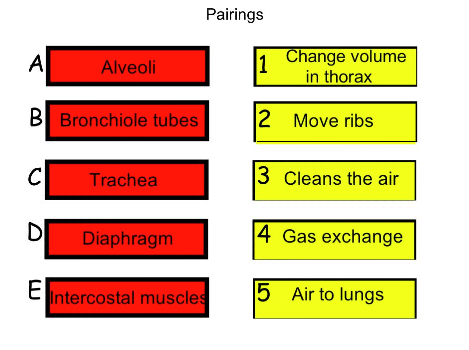 Pairings
A Alveoli
1 Change volume
in thorax
B Bronchiole tubes
2 Move ribs
C Trachea
3 Cleans the air
D Diaphragm
4 Gas exchange
E Intercostal muscles
5 Air to lungs